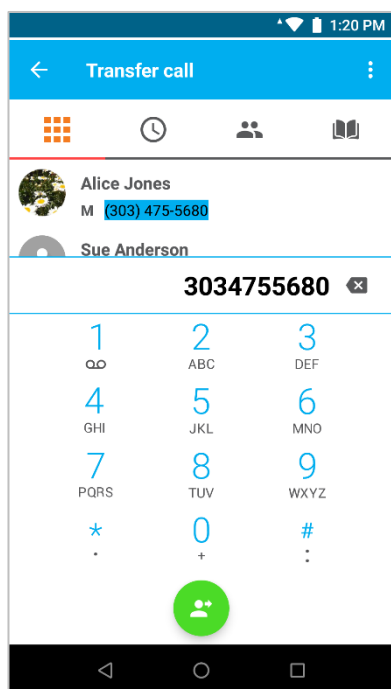 1:20 PM
Transfer call
Alice Jones
M (303) 475-5680
Sue Anderson
3034755680
1 2 3
ABC DEF
4 5 6
GHI JKL MNO
7 8 9
PQRS TUV WXYZ
* 0 #
. + :